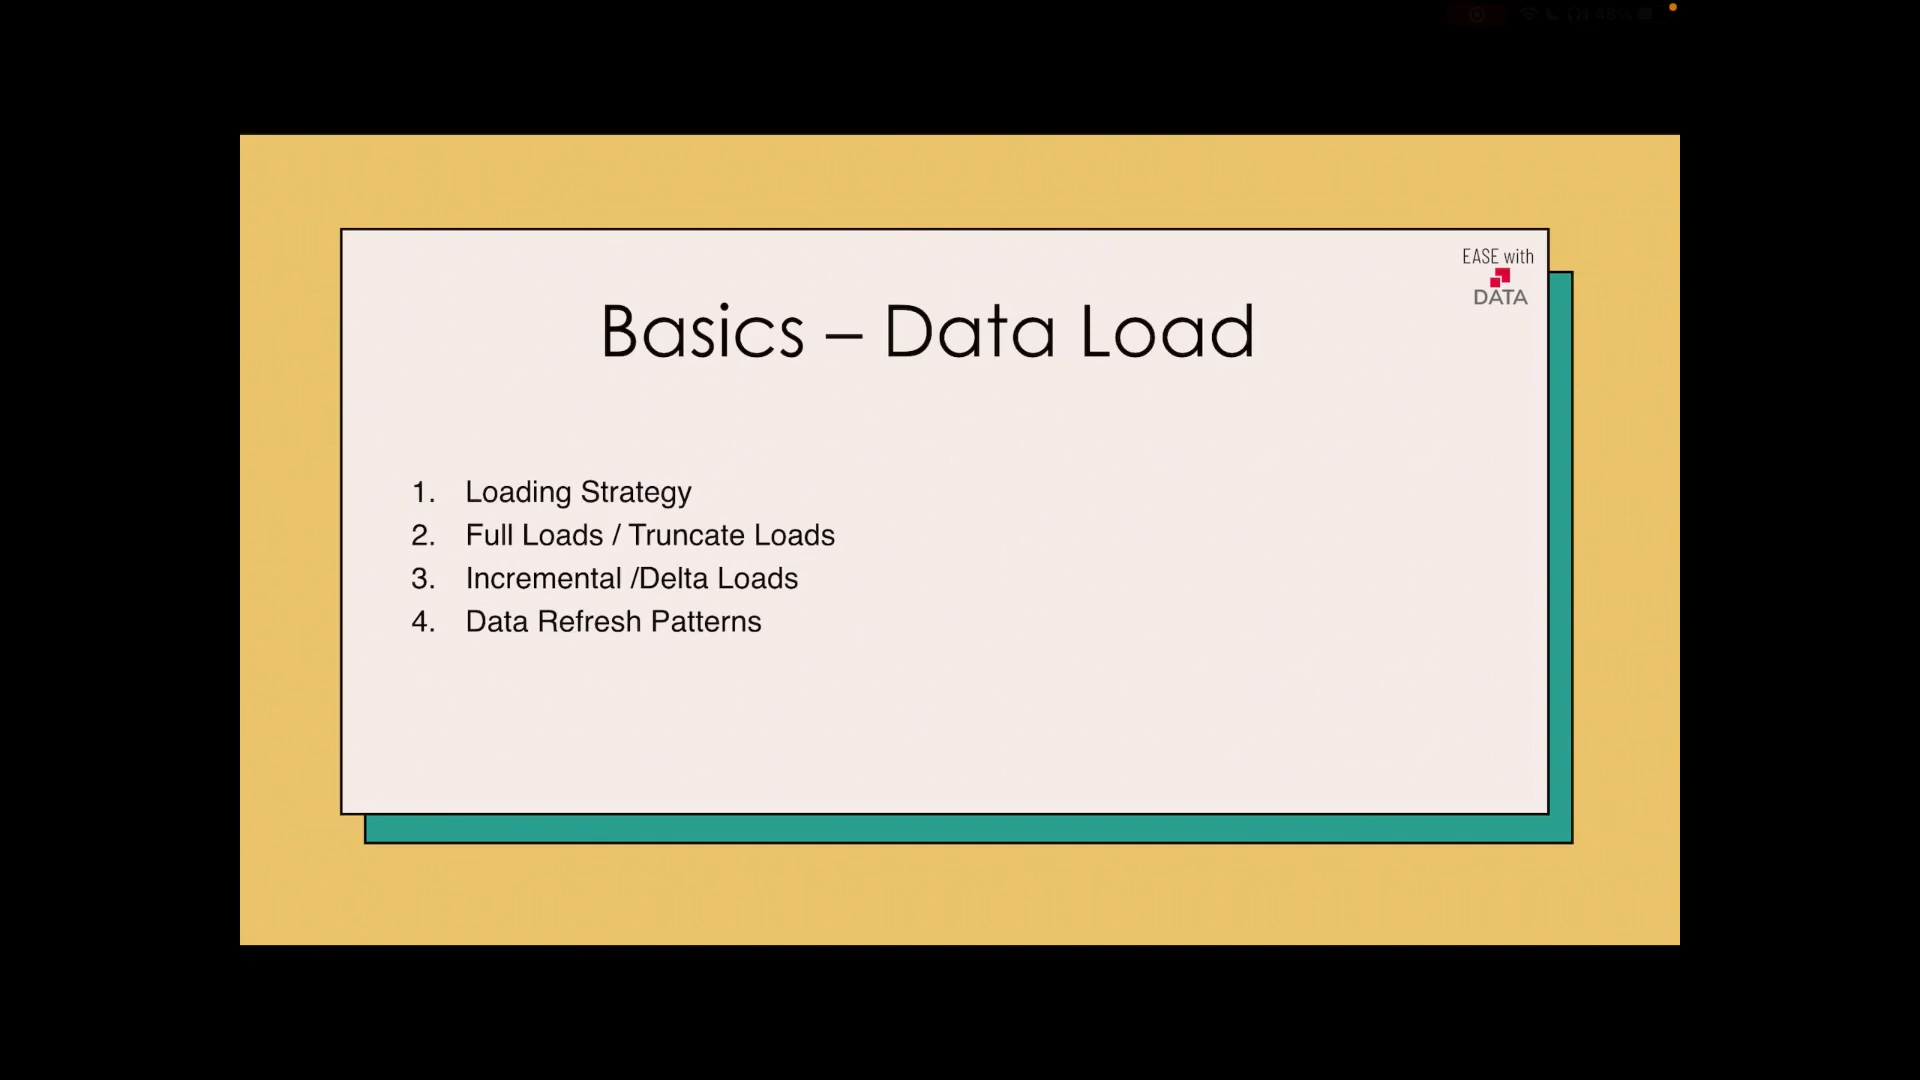 EASE with
DATA
Basics – Data Load
1. Loading Strategy
2. Full Loads / Truncate Loads
3. Incremental /Delta Loads
4. Data Refresh Patterns